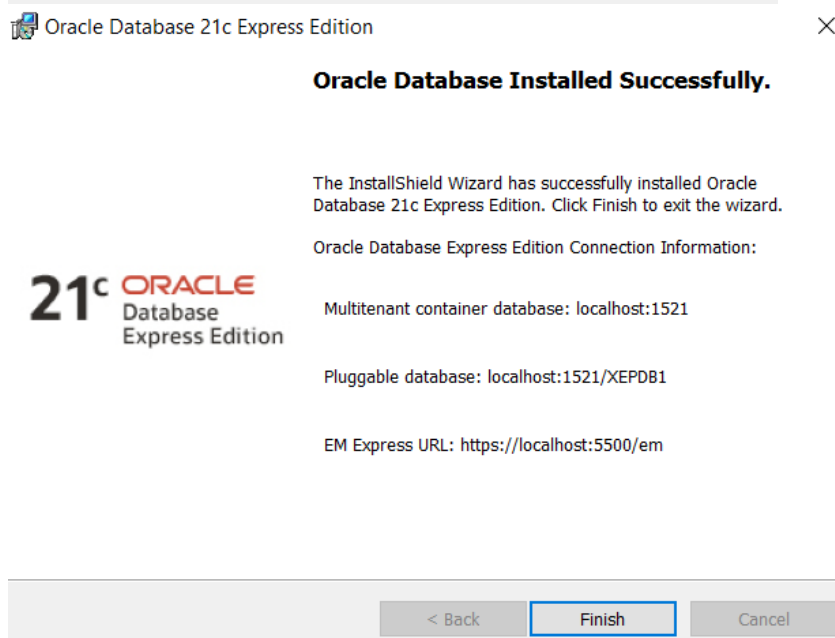 Oracle Database 21c Express Edition
Oracle Database Installed Successfully.
The InstallShield Wizard has successfully installed Oracle
Database 21c Express Edition. Click Finish to exit the wizard.
Oracle Database Express Edition Connection Information:
21c ORACLE
Database
Express Edition
Multitenant container database: localhost:1521
Pluggable database: localhost:1521/XEPDB1
EM Express URL: https://localhost:5500/em
< Back
Finish
Cancel